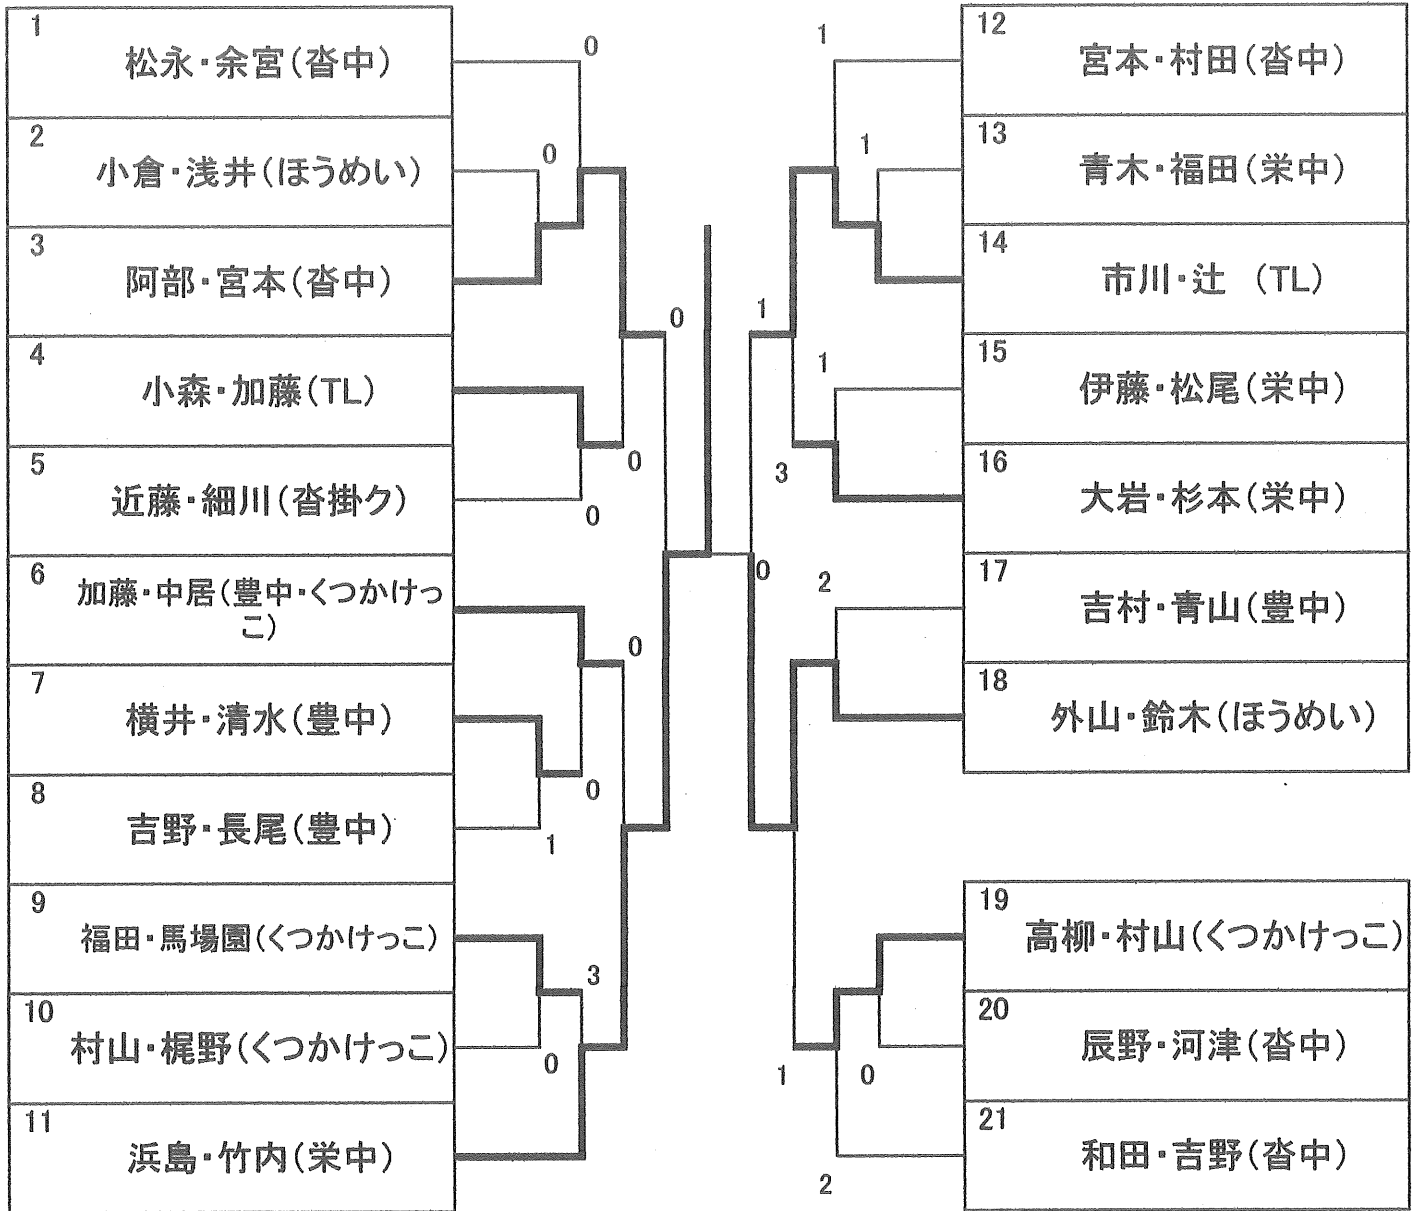 1
松永・余宮(沓中)
2
小倉・浅井(ほうめい)
3
阿部・宮本(沓中)
4
小森・加藤(TL)
5
近藤・細川(沓掛ク)
6
加藤・中居(豊中・くつかけっ
こ)
7
横井・清水(豊中)
8
吉野・長尾(豊中)
9
福田・馬場園(くつかけっこ)
10
村山・梶野(くつかけっこ)
11
浜島・竹内(栄中)
0
0
0
0
0
0
0
1
3
0
1
1
1
1
3
0
2
1
0
2
12
宮本・村田(沓中)
13
青木・福田(栄中)
14
市川・辻 (TL)
15
伊藤・松尾(栄中)
16
大岩・杉本(栄中)
17
吉村・青山(豊中)
18
外山・鈴木(ほうめい)
19
高柳・村山(くつかけっこ)
20
辰野・河津(沓中)
21
和田・吉野(沓中)